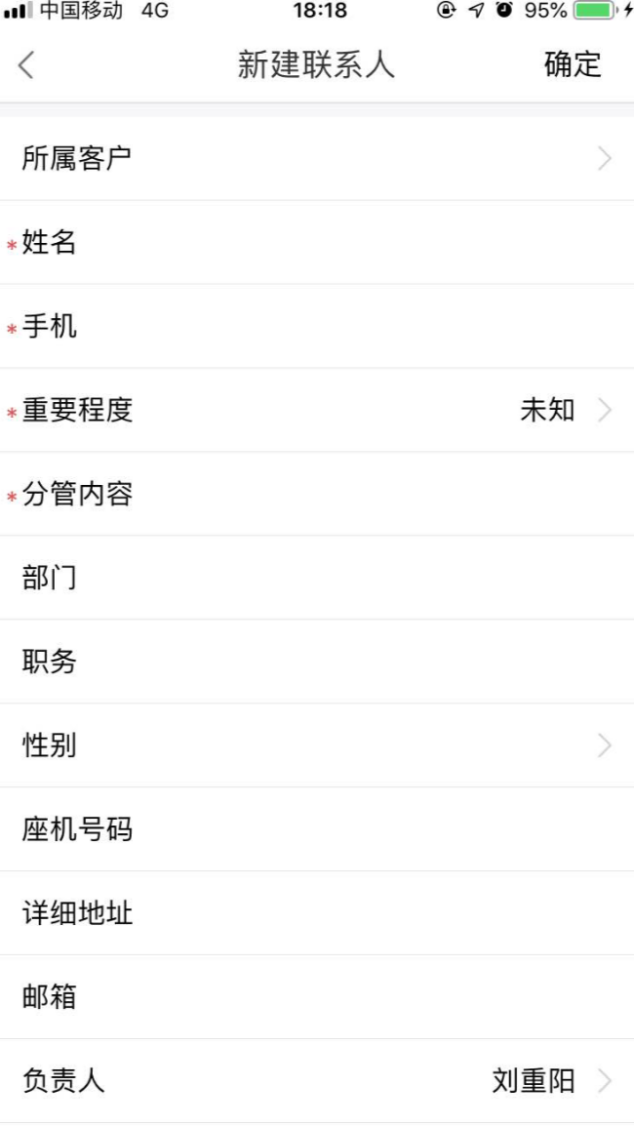 中国移动 4G 18:18 95%
新建联系人 确定
所属客户
*姓名
*手机
*重要程度 未知
*分管内容
部门
职务
性别
座机号码
详细地址
邮箱
负责人 刘重阳